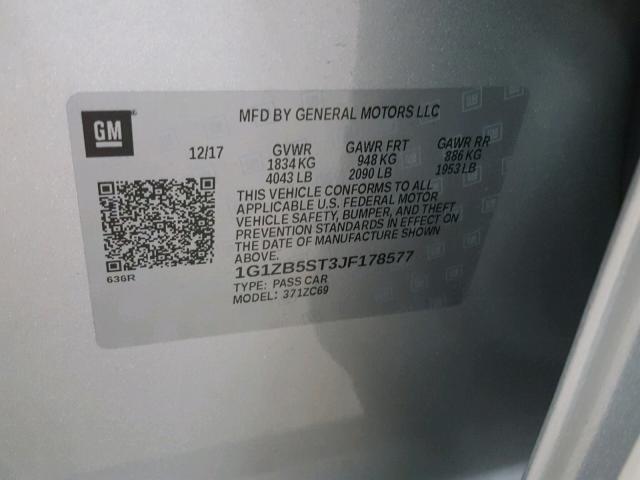 GM
MFD BY GENERAL MOTORS LLC
12/17 GVWR GAWR FRT GAWR RR
1834 KG 948 KG 886 KG
4043 LB 2090 LB 1953 LB
THIS VEHICLE CONFORMS TO ALL
APPLICABLE U.S. FEDERAL MOTOR
VEHICLE SAFETY, BUMPER, AND THEFT
PREVENTION STANDARDS IN EFFECT ON
THE DATE OF MANUFACTURE SHOWN
ABOVE.
1G1ZB5ST3JF178577
TYPE: PASS CAR
MODEL: 371ZC69
636R